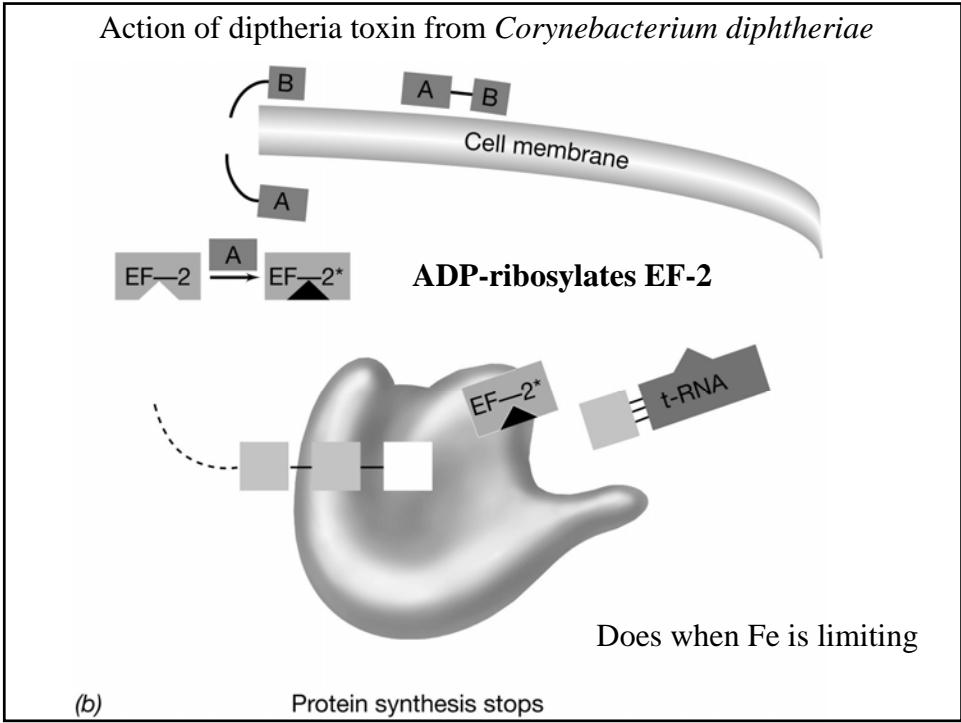 Action of diptheria toxin from Corynebacterium diphtheriae
B
A B
Cell membrane
A
A
EF—2 EF—2*
ADP-ribosylates EF-2
EF—2*
t-RNA
Does when Fe is limiting
(b) Protein synthesis stops